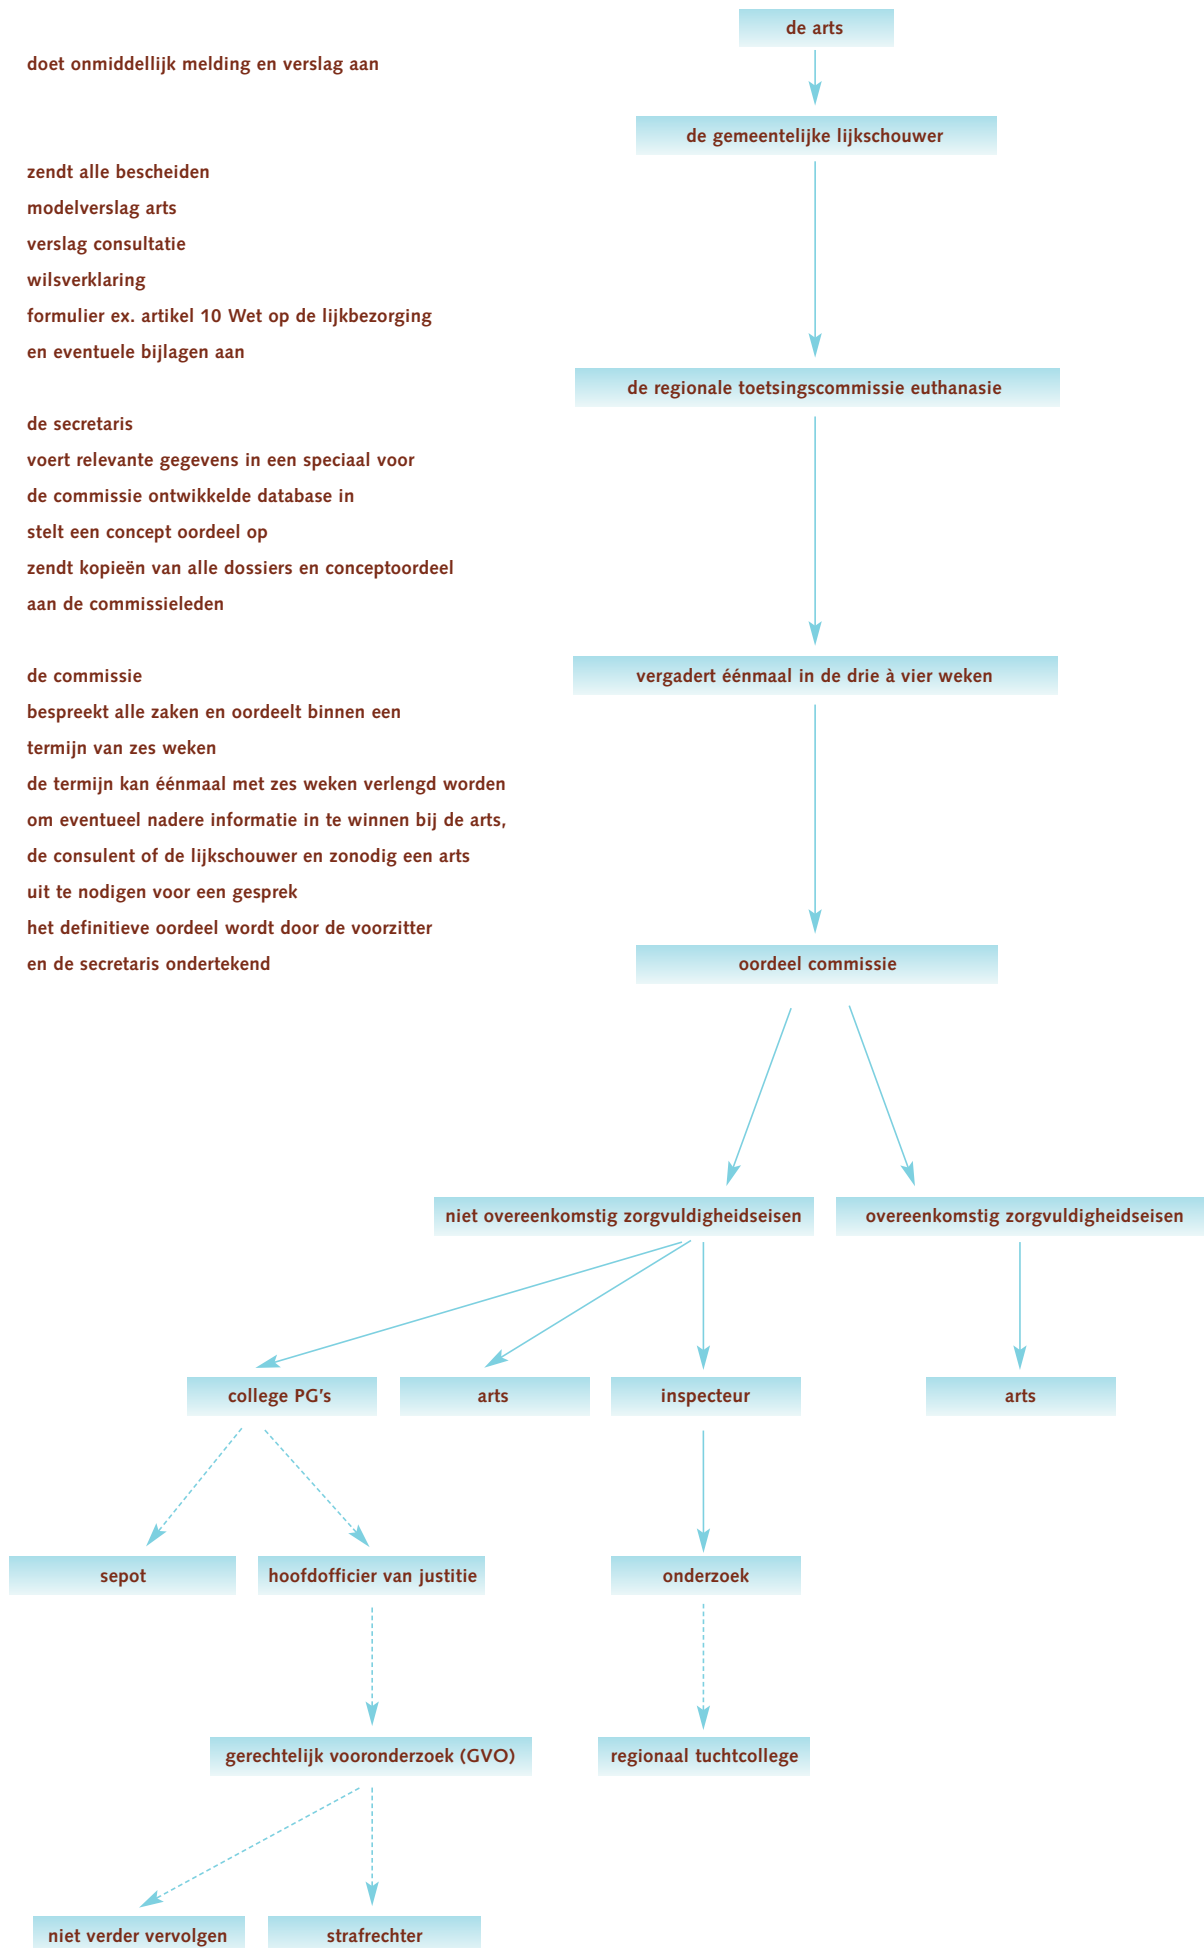 de arts
doet onmiddellijk melding en verslag aan
de gemeentelijke lijkschouwer
zendt alle bescheiden
modelverslag arts
verslag consultatie
wilsverklaring
formulier ex. artikel 10 Wet op de lijkbezorging
en eventuele bijlagen aan
de regionale toetsingscommissie euthanasie
de secretaris
voert relevante gegevens in een speciaal voor
de commissie ontwikkelde database in
stelt een concept oordeel op
zendt kopieën van alle dossiers en conceptoordeel
aan de commissieleden
de commissie
vergadert éénmaal in de drie à vier weken
bespreekt alle zaken en oordeelt binnen een
termijn van zes weken
de termijn kan éénmaal met zes weken verlengd worden
om eventueel nadere informatie in te winnen bij de arts,
de consulent of de lijkschouwer en zonodig een arts
uit te nodigen voor een gesprek
het definitieve oordeel wordt door de voorzitter
en de secretaris ondertekend
oordeel commissie
niet overeenkomstig zorgvuldigheidseisen
overeenkomstig zorgvuldigheidseisen
college PG's
arts
inspecteur
arts
sepot
hoofdofficier van justitie
onderzoek
gerechtelijk vooronderzoek (GVO)
regionaal tuchtcollege
niet verder vervolgen
strafrechter